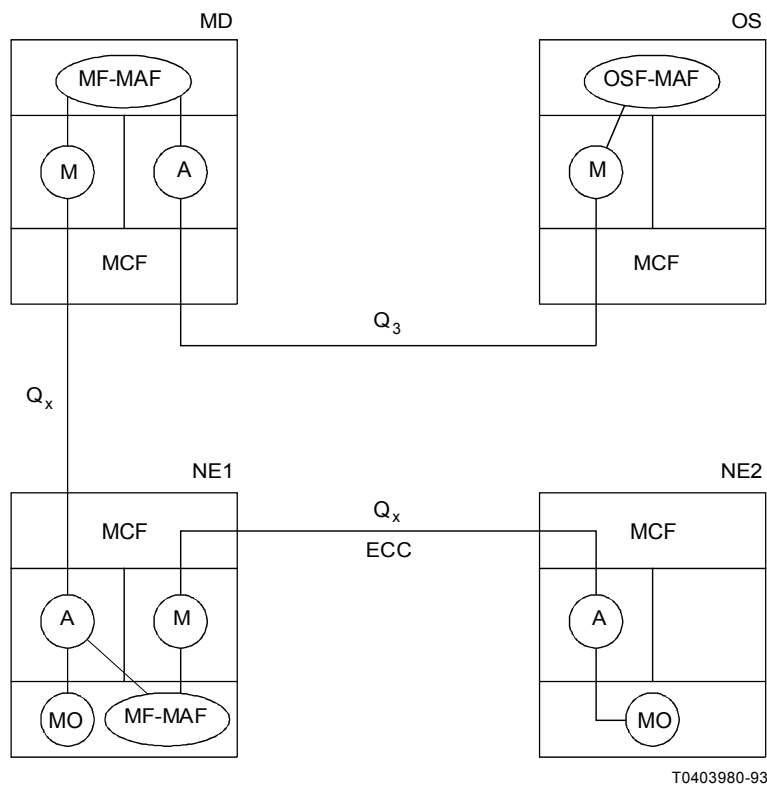 MD
OS
MF-MAF
OSF-MAF
M
A
M
MCF
MCF
Q3
Qx
NE1
NE2
MCF
Qx
ECC
MCF
A
M
A
MO
MF-MAF
MO
T0403980-93